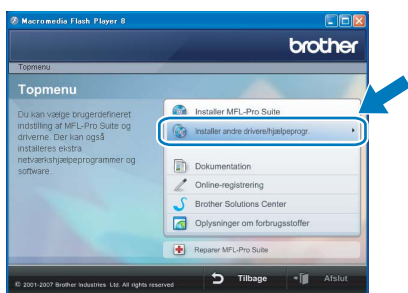 Macromedia Flash Player 8
brother
Topmenu
Topmenu
Du kan vælge brugerdefineret
indstilling af MFL-Pro Suite og
driverne. Der kan også
installeres ekstra
netværkshjælpeprogrammer og
software.
Installer MFL-Pro Suite
Installer andre drivere/hjælpeprogr.
Dokumentation
Online-registrering
Brother Solutions Center
Oplysninger om forbrugsstoffer
Reparer MFL-Pro Suite
© 2001-2007 Brother Industries Ltd. All rights reserved
Tilbage
Afslut